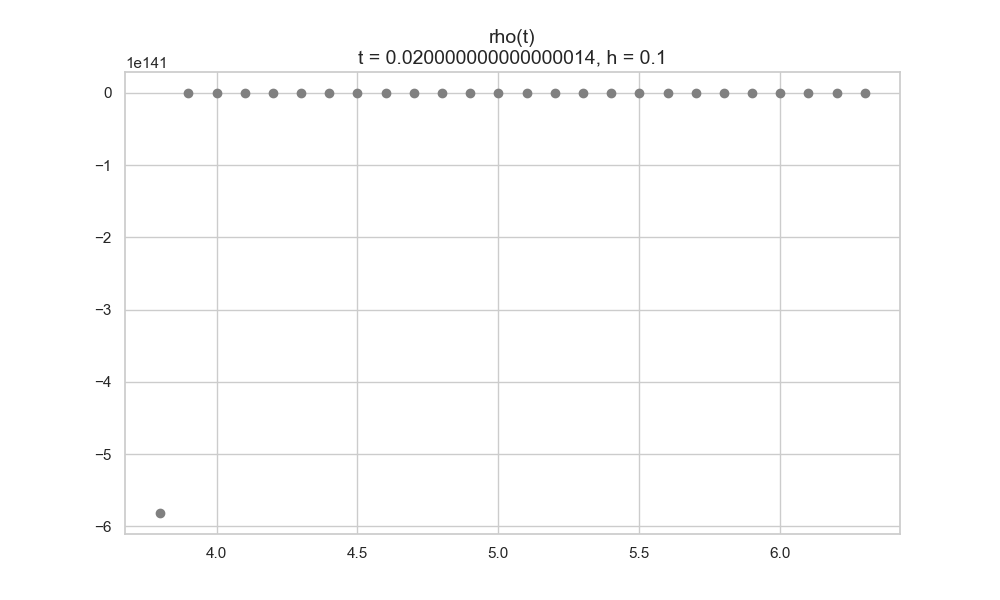 rho(t)
t = 0.020000000000000014, h = 0.1
1e141
0
−1
−2
−3
−4
−5
−6
4.0 4.5 5.0 5.5 6.0